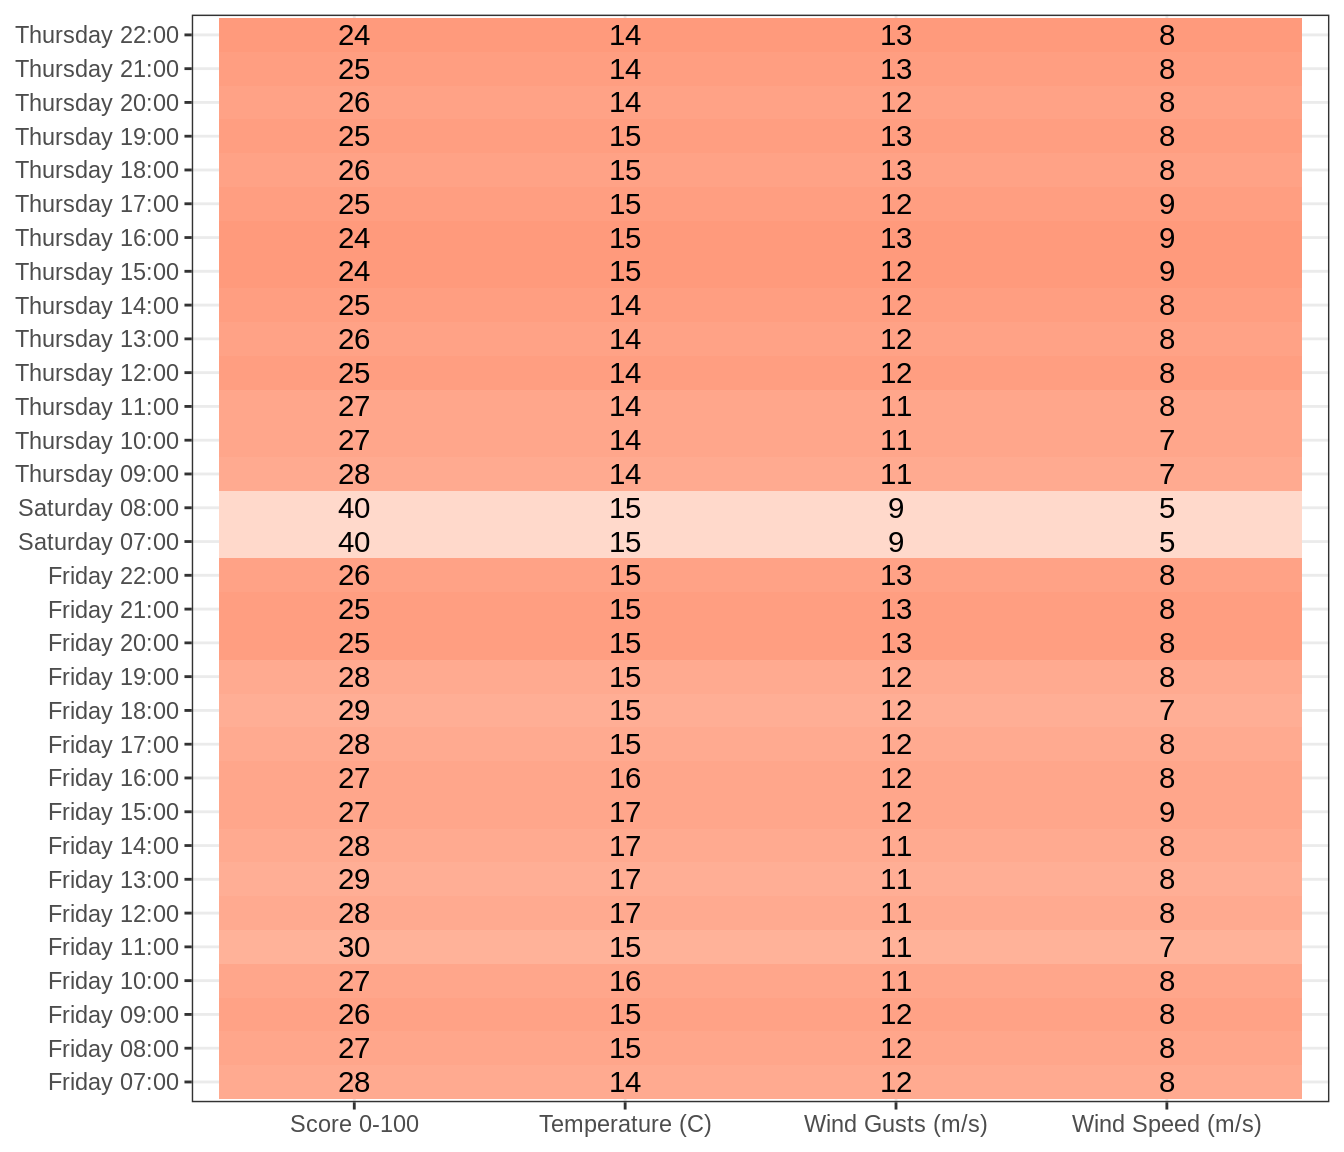 Thursday 22:00 24 14 13 8
Thursday 21:00 25 14 13 8
Thursday 20:00 26 14 12 8
Thursday 19:00 25 15 13 8
Thursday 18:00 26 15 13 8
Thursday 17:00 25 15 12 9
Thursday 16:00 24 15 13 9
Thursday 15:00 24 15 12 9
Thursday 14:00 25 14 12 8
Thursday 13:00 26 14 12 8
Thursday 12:00 25 14 12 8
Thursday 11:00 27 14 11 8
Thursday 10:00 27 14 11 7
Thursday 09:00 28 14 11 7
Saturday 08:00 40 15 9 5
Saturday 07:00 40 15 9 5
Friday 22:00 26 15 13 8
Friday 21:00 25 15 13 8
Friday 20:00 25 15 13 8
Friday 19:00 28 15 12 8
Friday 18:00 29 15 12 7
Friday 17:00 28 15 12 8
Friday 16:00 27 16 12 8
Friday 15:00 27 17 12 9
Friday 14:00 28 17 11 8
Friday 13:00 29 17 11 8
Friday 12:00 28 17 11 8
Friday 11:00 30 15 11 7
Friday 10:00 27 16 11 8
Friday 09:00 26 15 12 8
Friday 08:00 27 15 12 8
Friday 07:00 28 14 12 8
Score 0-100 Temperature (C) Wind Gusts (m/s) Wind Speed (m/s)